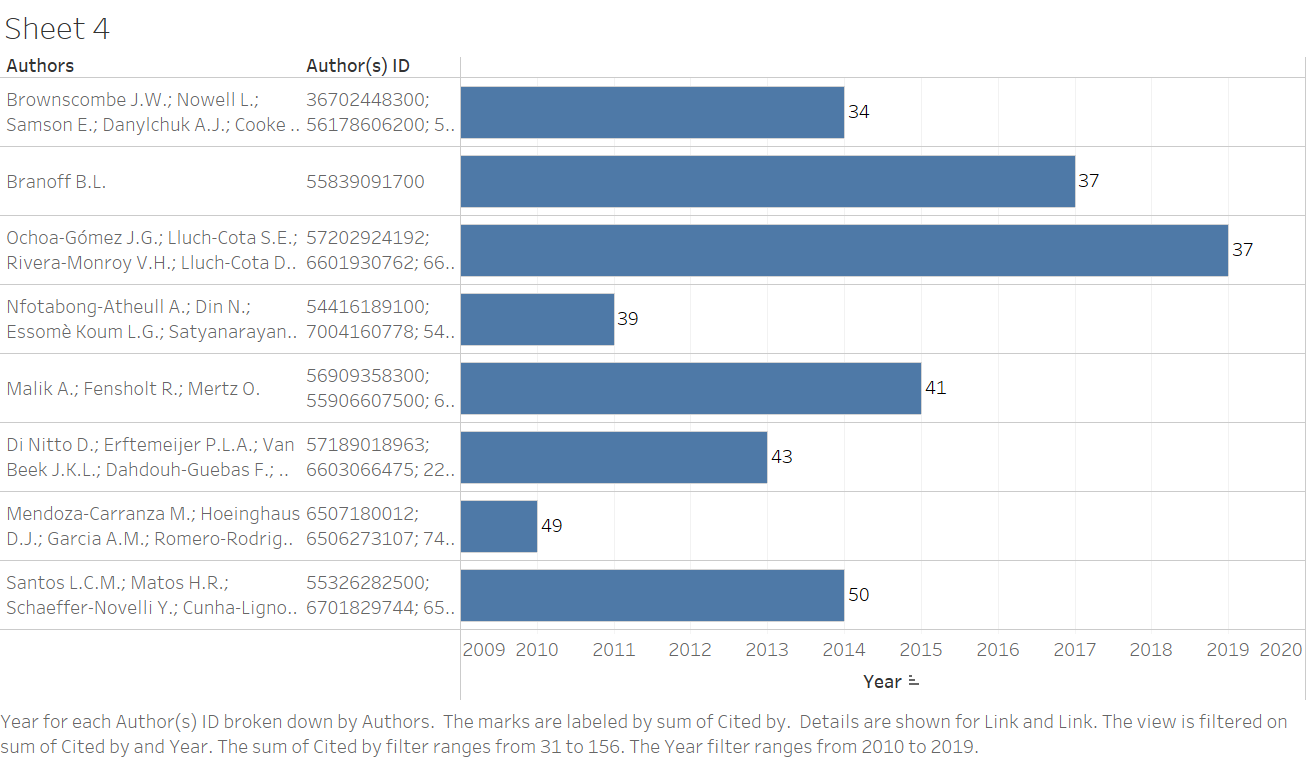 Sheet 4
Authors Author(s) ID
Brownscombe J.W.; Nowell L.; 36702448300;
Samson E.; Danylchuk A.J.; Cooke .. 56178606200; 5..
34
Branoff B.L. 55839091700
37
Ochoa-Gómez J.G.; Lluch-Cota S.E.; 57202924192;
Rivera-Monroy V.H.; Lluch-Cota D.. 6601930762; 66..
37
Nfotabong-Atheull A.; Din N.; 54416189100;
Essomè Koum L.G.; Satyanarayan.. 7004160778; 54..
39
Malik A.; Fensholt R.; Mertz O. 56909358300;
55906607500; 6..
41
Di Nitto D.; Erftemeijer P.L.A.; Van 57189018963;
Beek J.K.L.; Dahdouh-Guebas F.; .. 6603066475; 22..
43
Mendoza-Carranza M.; Hoeinghaus 6507180012;
D.J.; Garcia A.M.; Romero-Rodrig.. 6506273107; 74..
49
Santos L.C.M.; Matos H.R.; 55326282500;
Schaeffer-Novelli Y.; Cunha-Ligno.. 6701829744; 65..
50
2009 2010 2011 2012 2013 2014 2015 2016 2017 2018 2019 2020
Year
Year for each Author(s) ID broken down by Authors. The marks are labeled by sum of Cited by. Details are shown for Link and Link. The view is filtered on
sum of Cited by and Year. The sum of Cited by filter ranges from 31 to 156. The Year filter ranges from 2010 to 2019.